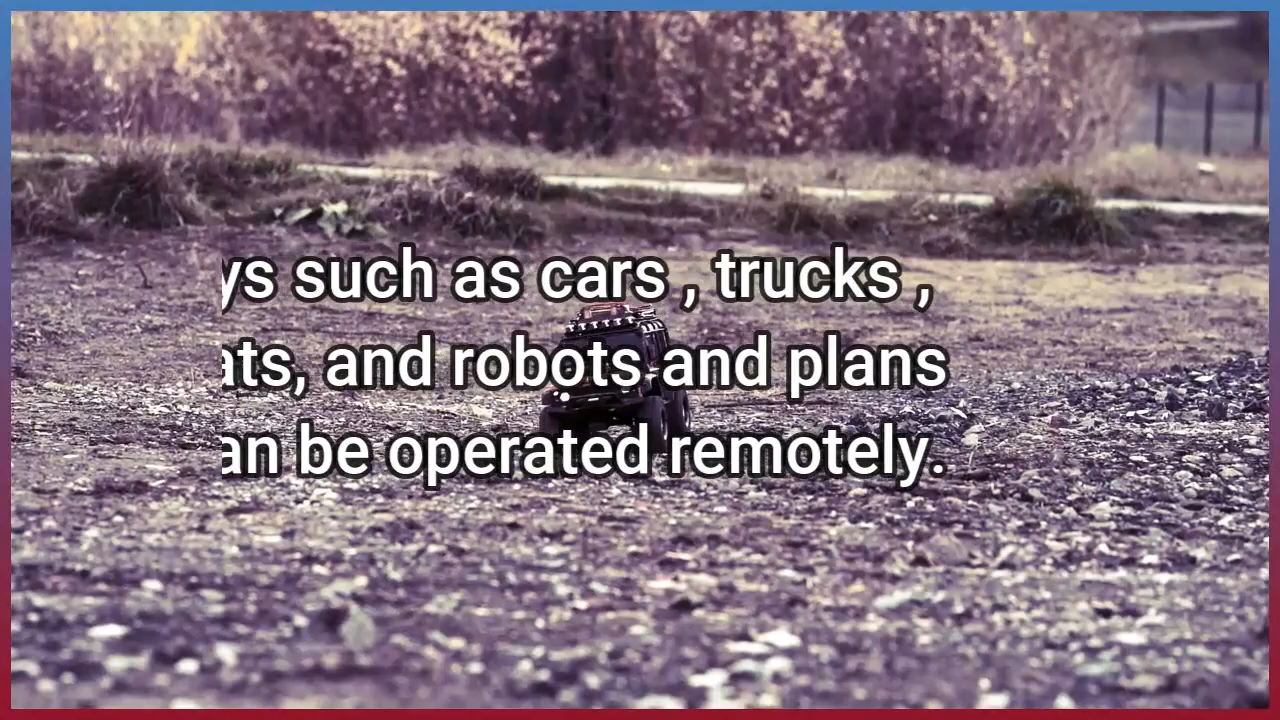 ys such as cars , trucks ,
ats, and robots and plans
an be operated remotely.